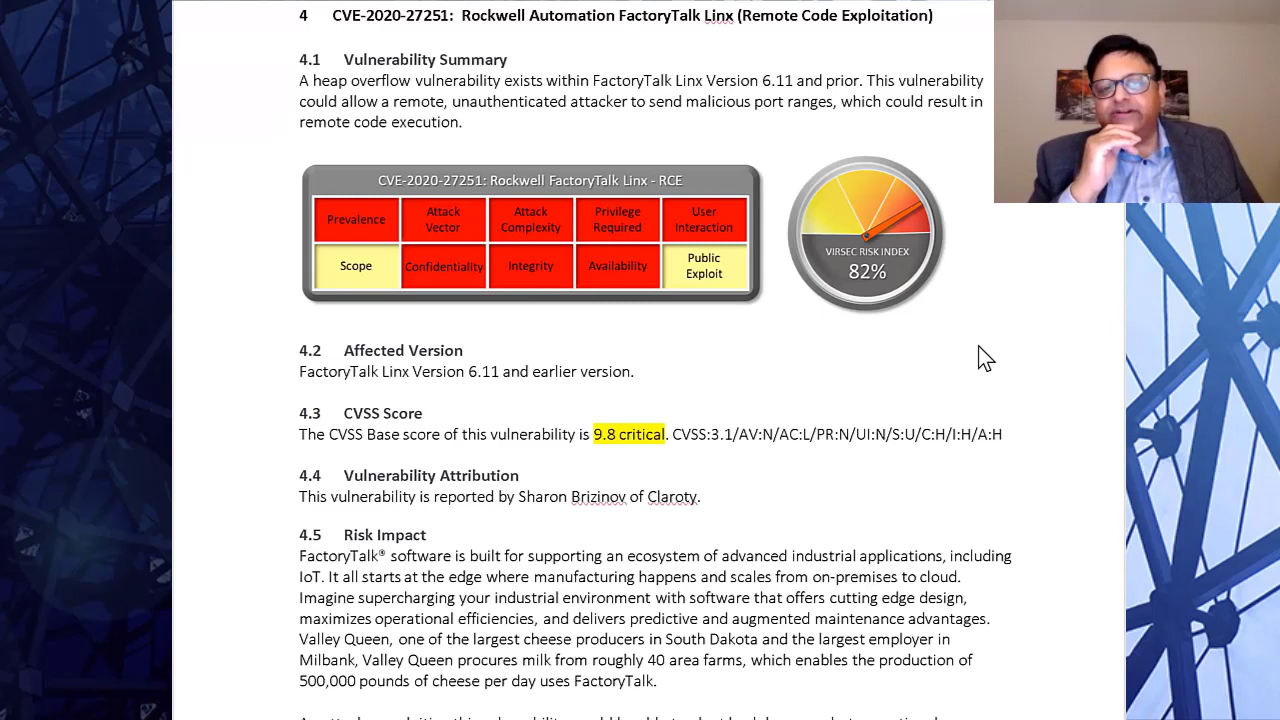 4 CVE-2020-27251: Rockwell Automation FactoryTalk Linx (Remote Code Exploitation)
4.1 Vulnerability Summary
A heap overflow vulnerability exists within FactoryTalk Linx Version 6.11 and prior. This vulnerability
could allow a remote, unauthenticated attacker to send malicious port ranges, which could result in
remote code execution.
CVE-2020-27251: Rockwell FactoryTalk Linx - RCE
Prevalence
Attack
Vector
Attack
Complexity
Privilege
Required
User
Interaction
Scope
Confidentiality
Integrity
Availability
Public
Exploit
VIRSEC RISK INDEX
82%
4.2 Affected Version
FactoryTalk Linx Version 6.11 and earlier version.
4.3 CVSS Score
The CVSS Base score of this vulnerability is 9.8 critical. CVSS:3.1/AV:N/AC:L/PR:N/UI:N/S:U/C:H/I:H/A:H
4.4 Vulnerability Attribution
This vulnerability is reported by Sharon Brizinov of Claroty.
4.5 Risk Impact
FactoryTalk® software is built for supporting an ecosystem of advanced industrial applications, including
IoT. It all starts at the edge where manufacturing happens and scales from on-premises to cloud.
Imagine supercharging your industrial environment with software that offers cutting edge design,
maximizes operational efficiencies, and delivers predictive and augmented maintenance advantages.
Valley Queen, one of the largest cheese producers in South Dakota and the largest employer in
Milbank, Valley Queen procures milk from roughly 40 area farms, which enables the production of
500,000 pounds of cheese per day uses FactoryTalk.